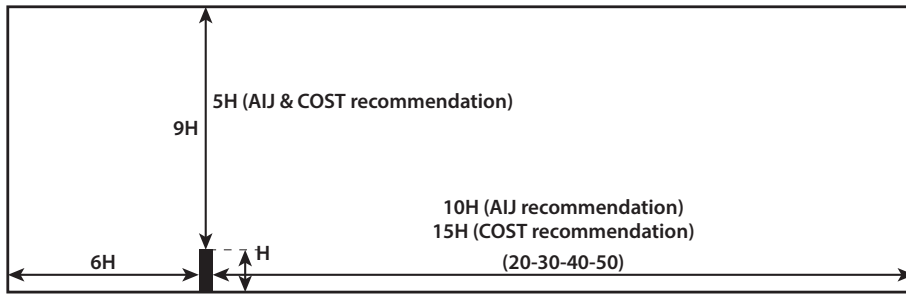 5H (AIJ & COST recommendation)
9H
10H (AIJ recommendation)
15H (COST recommendation)
H
6H
(20-30-40-50)